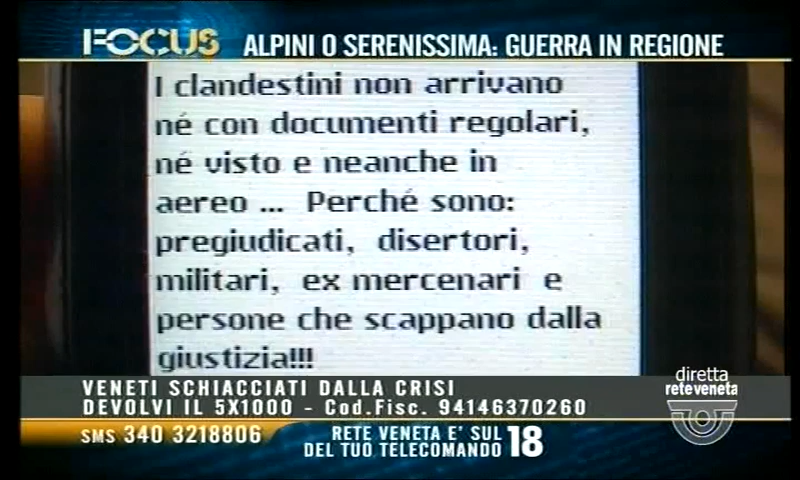 FOCUS ALPINI O SERENISSIMA: GUERRA IN REGIONE
I clandestini non arrivano
né con documenti regolari,
né visto e neanche in
aereo ... Perché sono:
pregiudicati, disertori,
militari, ex mercenari e
persone che scappano dalla
giustizia!!!
VENETI SCHIACCIATI DALLA CRISI
DEVOLVI IL 5X1000 - Cod.Fisc. 94146370260
diretta
reteveneta
SMS 340 3218806
RETE VENETA E' SUL
DEL TUO TELECOMANDO 18